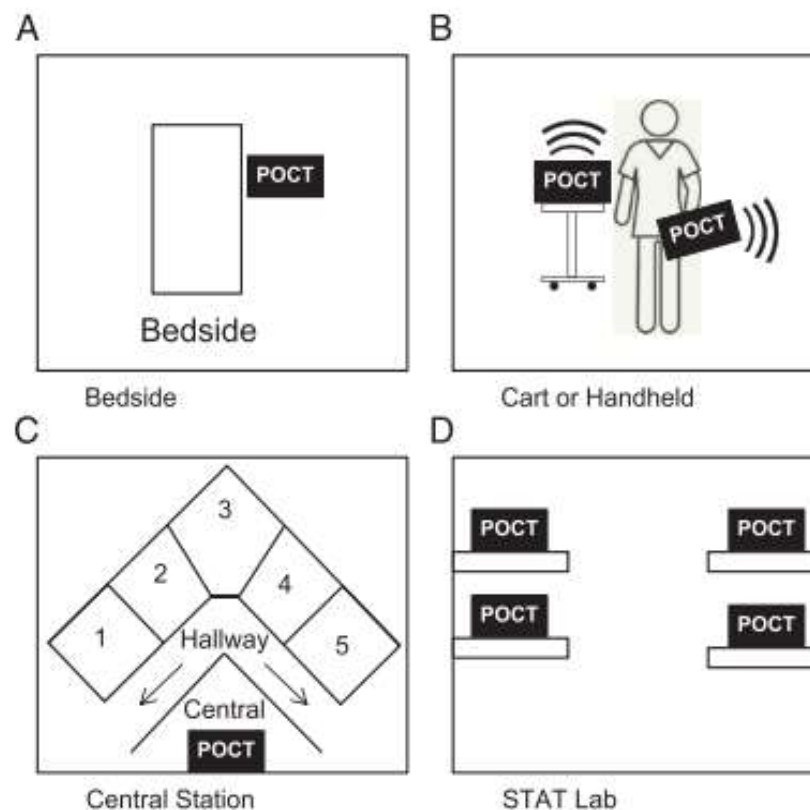 A
POCT
Bedside
Bedside
B
POCT
POCT
Cart or Handheld
C
3
2
4
1
Hallway
5
Central
POCT
Central Station
D
POCT
POCT
POCT
POCT
STAT Lab